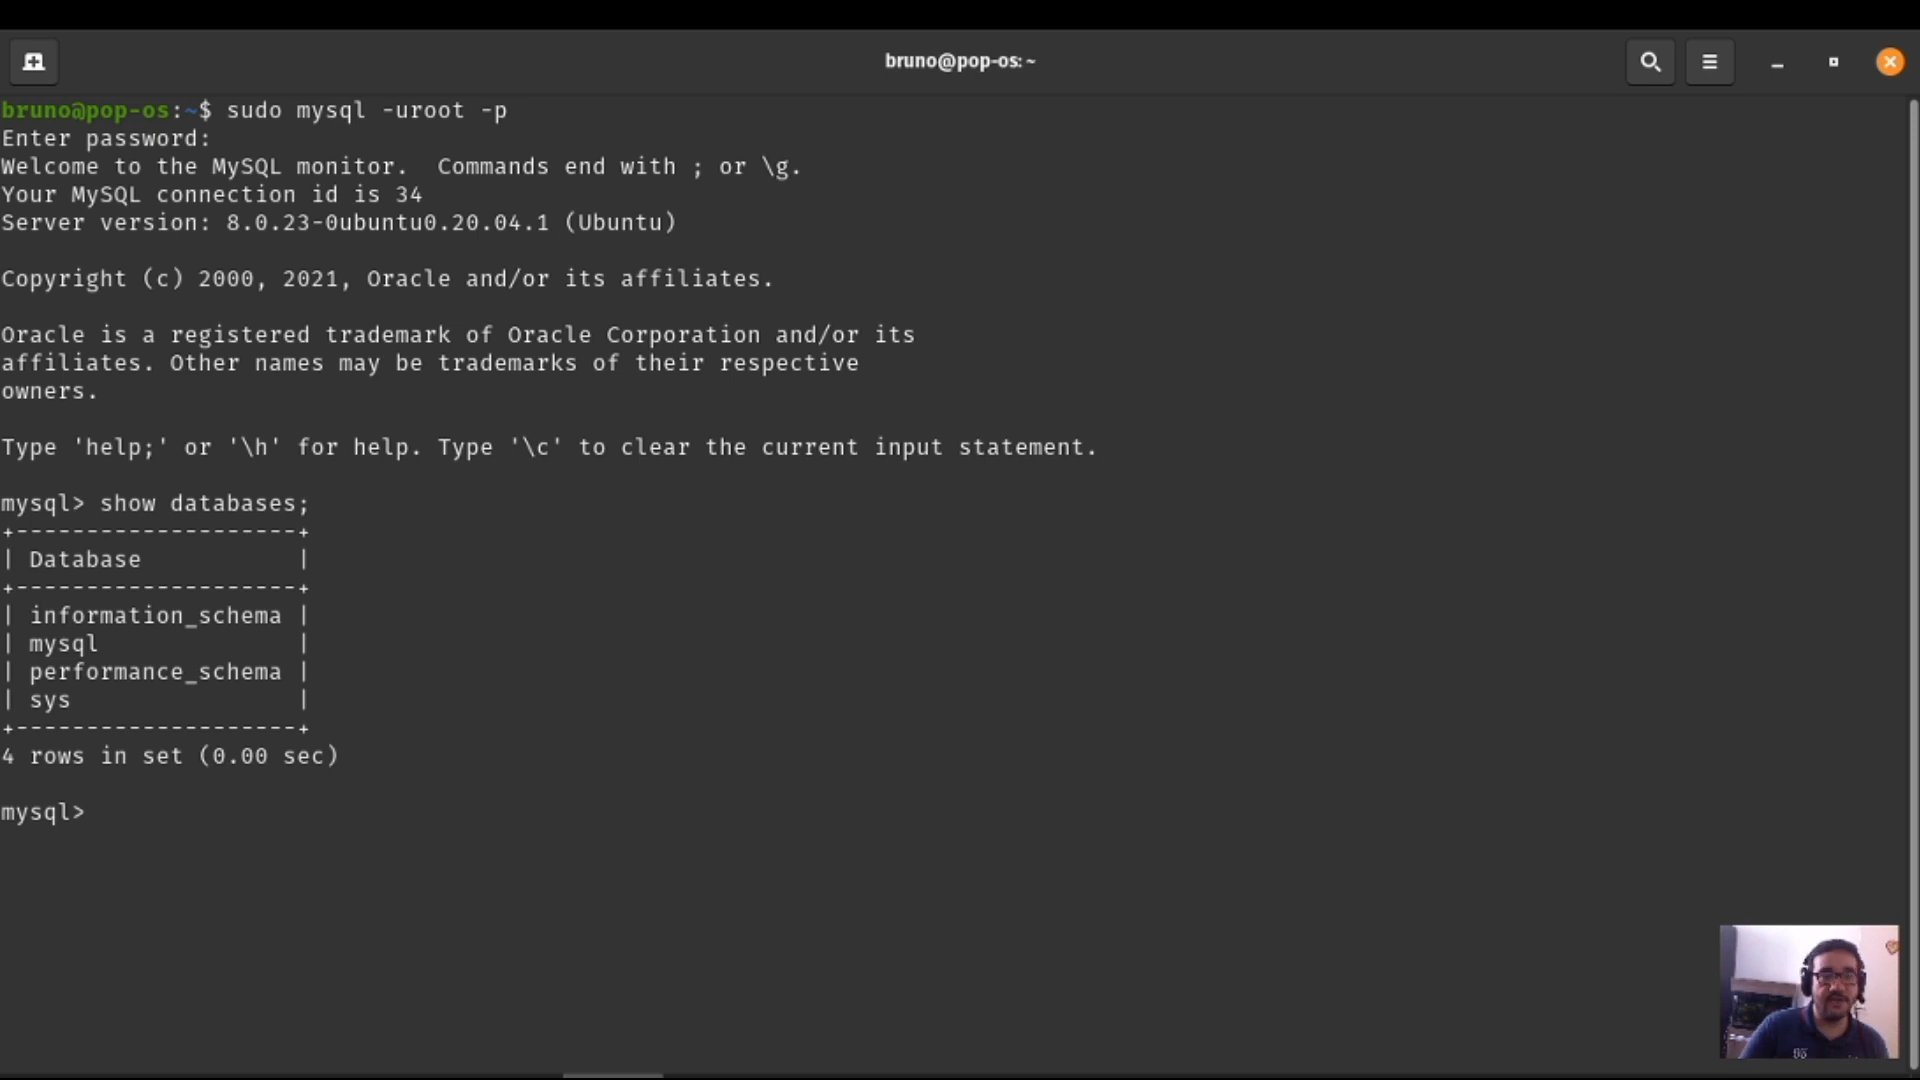 bruno@pop-os: ~
bruno@pop-os:~$ sudo mysql -uroot -p
Enter password:
Welcome to the MySQL monitor.  Commands end with ; or \g.
Your MySQL connection id is 34
Server version: 8.0.23-0ubuntu0.20.04.1 (Ubuntu)
Copyright (c) 2000, 2021, Oracle and/or its affiliates.
Oracle is a registered trademark of Oracle Corporation and/or its
affiliates. Other names may be trademarks of their respective
owners.
Type 'help;' or '\h' for help. Type '\c' to clear the current input statement.
mysql> show databases;
+--------------------+
| Database           |
+--------------------+
| information_schema |
| mysql              |
| performance_schema |
| sys                |
+--------------------+
4 rows in set (0.00 sec)
mysql>